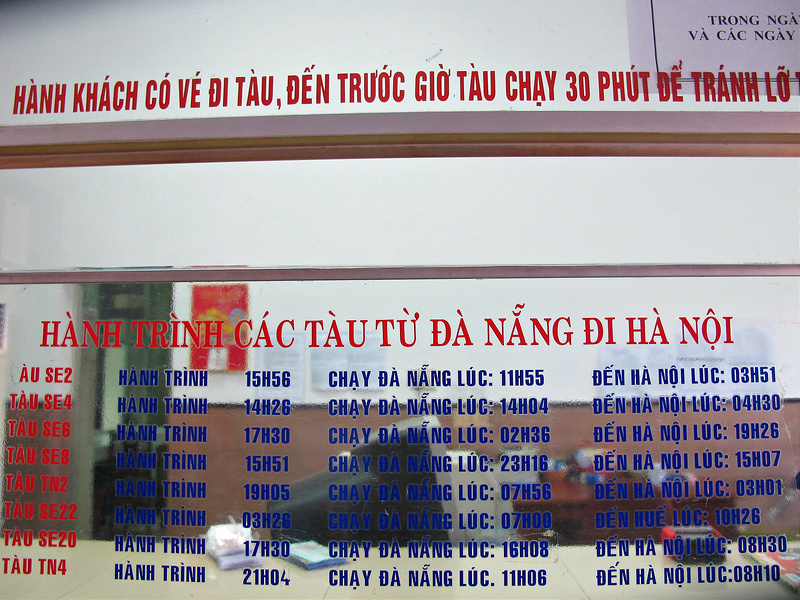 TRONG NGÀY
VÀ CÁC NGÀY
HÀNH KHÁCH CÓ VÉ ĐI TÀU, ĐẾN TRƯỚC GIỜ TÀU CHẠY 30 PHÚT ĐỂ TRÁNH LỠ T
HÀNH TRÌNH CÁC TÀU TỪ ĐÀ NẴNG ĐI HÀ NỘI
ÀU SE2 HÀNH TRÌNH 15H56 CHẠY ĐÀ NẴNG LÚC: 11H55 ĐẾN HÀ NỘI LÚC: 03H51
TÀU SE4 HÀNH TRÌNH 14H26 CHẠY ĐÀ NẴNG LÚC: 14H04 ĐẾN HÀ NỘI LÚC: 04H30
TÀU SE6 HÀNH TRÌNH 17H30 CHẠY ĐÀ NẴNG LÚC: 02H36 ĐẾN HÀ NỘI LÚC: 19H26
TÀU SE8 HÀNH TRÌNH 15H51 CHẠY ĐÀ NẴNG LÚC: 23H16 ĐẾN HÀ NỘI LÚC: 15H07
TÀU TN2 HÀNH TRÌNH 19H05 CHẠY ĐÀ NẴNG LÚC: 07H56 ĐẾN HÀ NỘI LÚC: 03H01
TÀU SE22 HÀNH TRÌNH 03H26 CHẠY ĐÀ NẴNG LÚC: 07H00 ĐẾN HUẾ LÚC: 10H26
TÀU SE20 HÀNH TRÌNH 17H30 CHẠY ĐÀ NẴNG LÚC: 16H08 ĐẾN HÀ NỘI LÚC: 08H30
TÀU TN4 HÀNH TRÌNH 21H04 CHẠY ĐÀ NẴNG LÚC. 11H06 ĐẾN HÀ NỘI LÚC:08H10